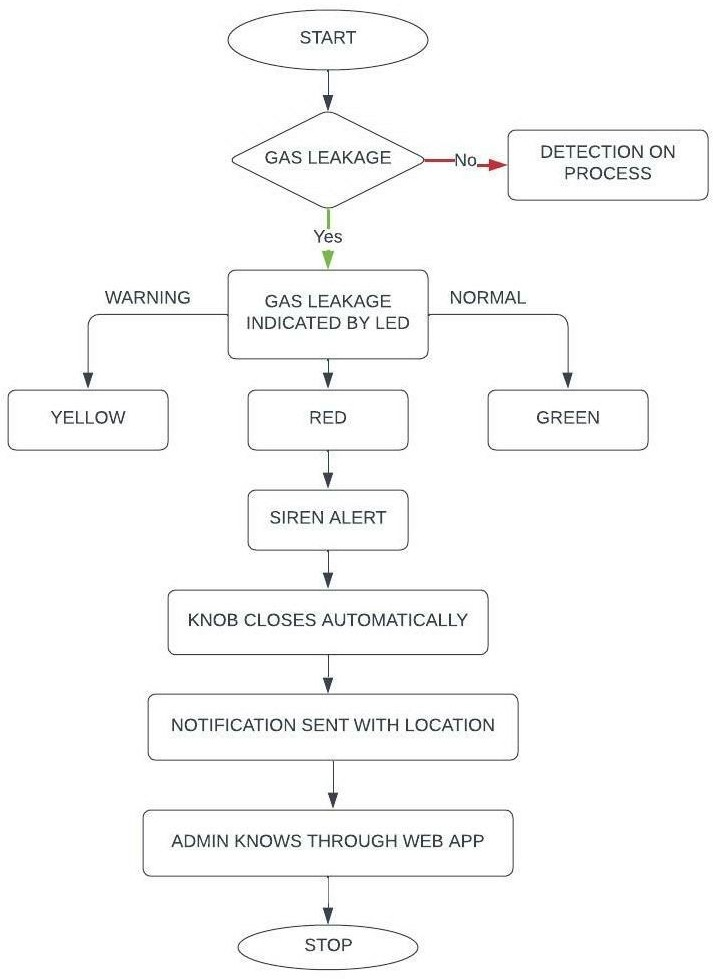 START
GAS LEAKAGE
No
DETECTION ON
PROCESS
Yes
GAS LEAKAGE
INDICATED BY LED
WARNING
NORMAL
YELLOW
RED
GREEN
SIREN ALERT
KNOB CLOSES AUTOMATICALLY
NOTIFICATION SENT WITH LOCATION
ADMIN KNOWS THROUGH WEB APP
STOP